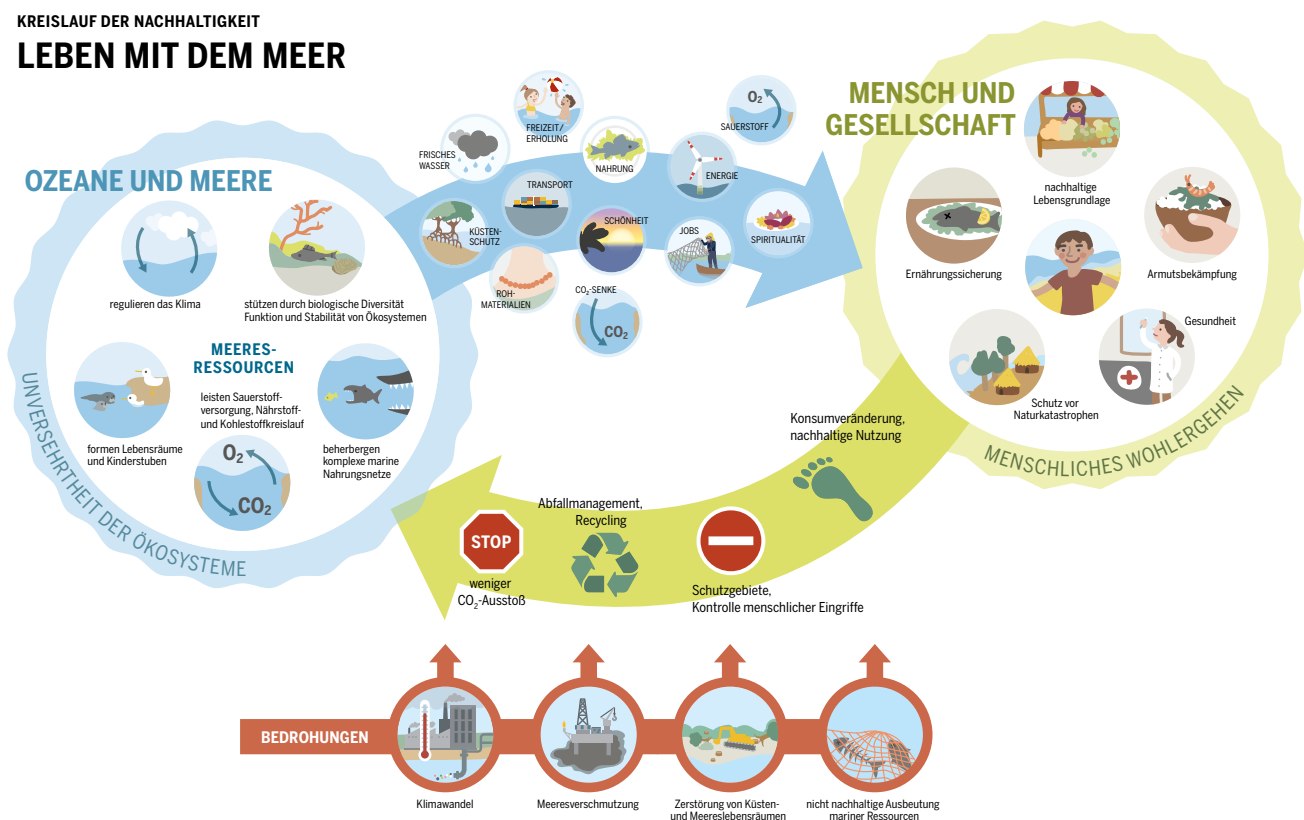 KREISLAUF DER NACHHALTIGKEIT
LEBEN MIT DEM MEER
OZEANE UND MEERE
regulieren das Klima
stützen durch biologische Diversität
Funktion und Stabilität von Ökosystemen
MEERES-
RESSOURCEN
leisten Sauerstoff-
versorgung, Nährstoff-
und Kohlestoffkreislauf
O₂
CO₂
formen Lebensräume
und Kinderstuben
beherbergen
komplexe marine
Nahrungsnetze
UNVERSEHRTHEIT DER ÖKOSYSTEME
FRISCHES
WASSER
FREIZEIT/
ERHOLUNG
NAHRUNG
O₂
SAUERSTOFF
ENERGIE
TRANSPORT
KÜSTEN-
SCHUTZ
SCHÖNHEIT
JOBS
SPIRITUALITÄT
ROH-
MATERIALIEN
CO₂-SENKE
CO₂
MENSCH UND
GESELLSCHAFT
nachhaltige
Lebensgrundlage
Ernährungssicherung
Armutsbekämpfung
Gesundheit
Schutz vor
Naturkatastrophen
MENSCHLICHES WOHLERGEHEN
Konsumveränderung,
nachhaltige Nutzung
Abfallmanagement,
Recycling
STOP
weniger
CO₂-Ausstoß
Schutzgebiete,
Kontrolle menschlicher Eingriffe
BEDROHUNGEN
Klimawandel
Meeresverschmutzung
Zerstörung von Küsten-
und Meereslebensräumen
nicht nachhaltige Ausbeutung
mariner Ressourcen